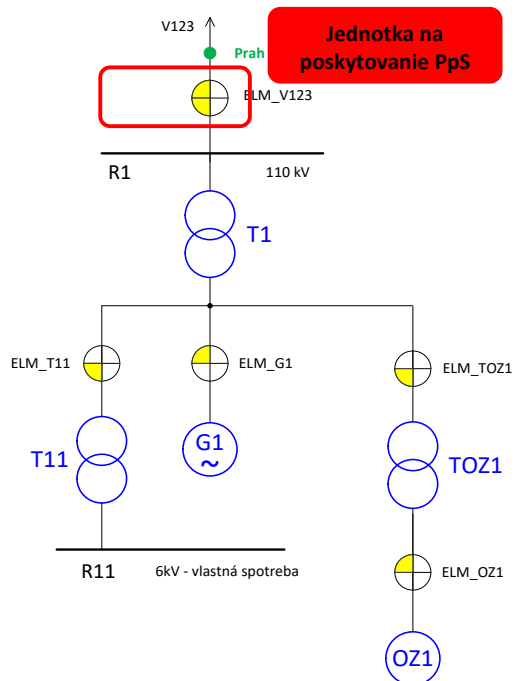 V123
Jednotka na
poskytovanie PpS
Prah
ELM_V123
R1
110 kV
T1
ELM_T11
ELM_G1
ELM_TOZ1
T11
G1
~
TOZ1
R11
6kV - vlastná spotreba
ELM_OZ1
OZ1